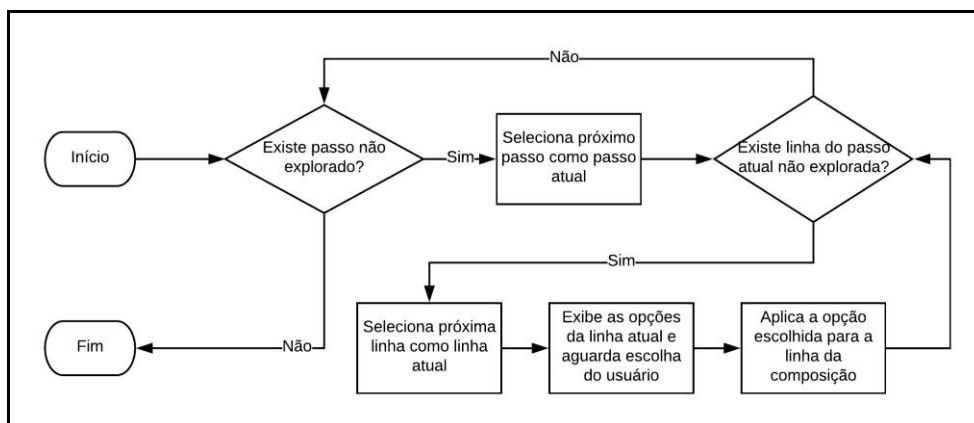 Não
Início
Existe passo não
explorado?
Sim
Seleciona próximo
passo como passo
atual
Existe linha do passo
atual não explorada?
Sim
Fim
Não
Seleciona próxima
linha como linha
atual
Exibe as opções
da linha atual e
aguarda escolha
do usuário
Aplica a opção
escolhida para a
linha da
composição